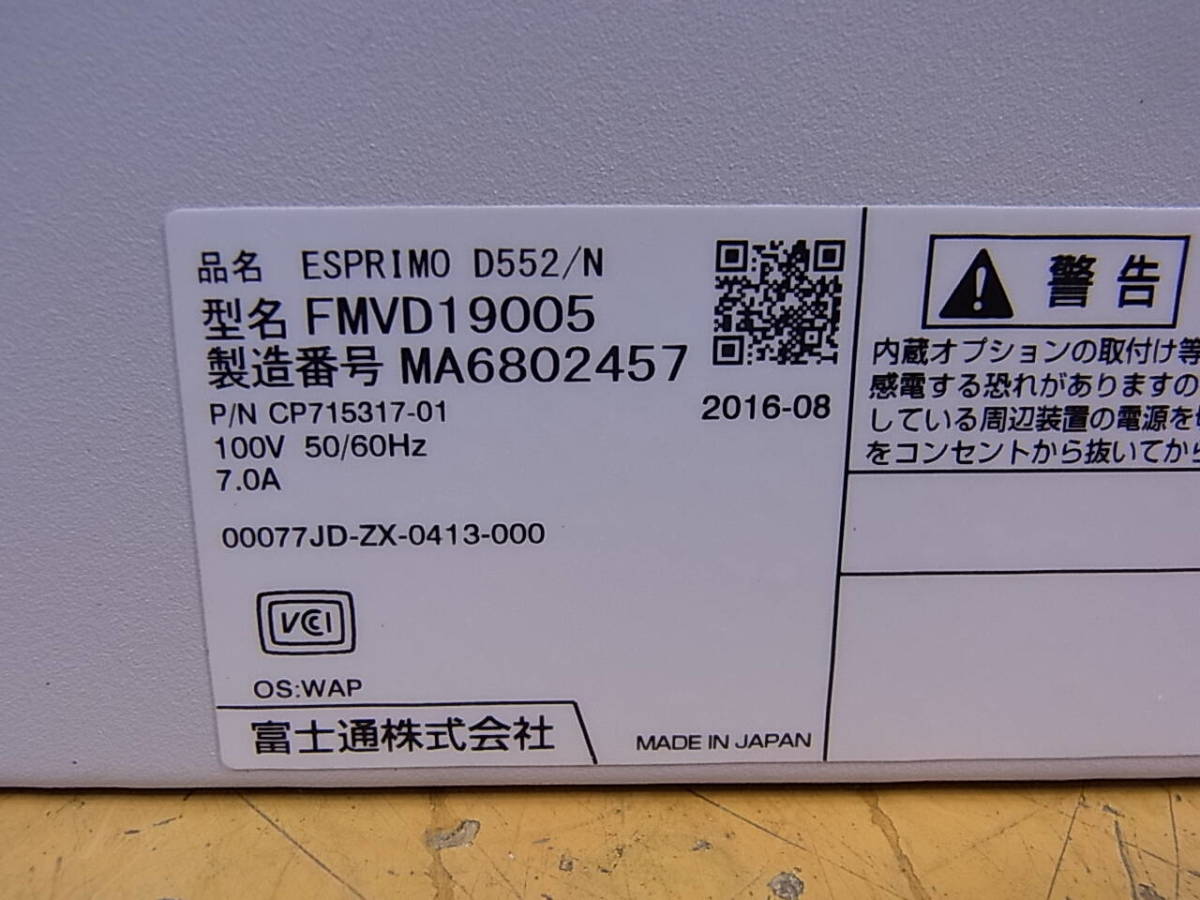 品名 ESPRIMO D552/N
型名 FMVD19005
製造番号 MA6802457
P/N CP715317-01
2016-08
100V 50/60Hz
7.0A
00077JD-ZX-0413-000
VCCI
OS:WAP
富士通株式会社
MADE IN JAPAN
警告
内蔵オプションの取付け等
感電する恐れがありますの
している周辺装置の電源を
をコンセントから抜いてから